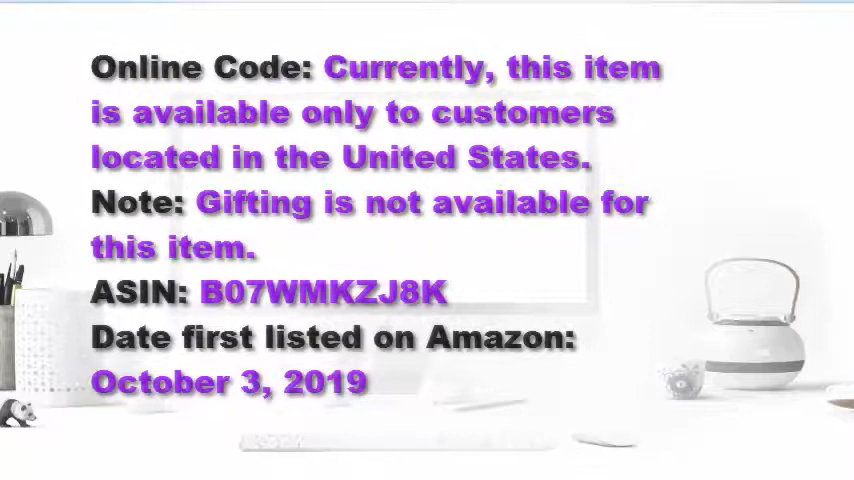 Online Code: Currently, this item
is available only to customers
located in the United States.
Note: Gifting is not available for
this item.
ASIN: B07WMKZJ8K
Date first listed on Amazon:
October 3, 2019